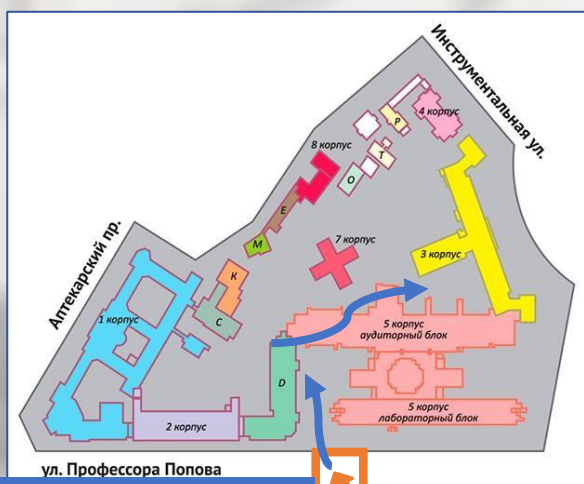 Инструментальная ул.
4 корпус
P
T
8 корпус
O
E
M
7 корпус
3 корпус
Аптекарский пр.
K
1 корпус
C
5 корпус
аудиторный блок
D
2 корпус
5 корпус
лабораторный блок
ул. Профессора Попова